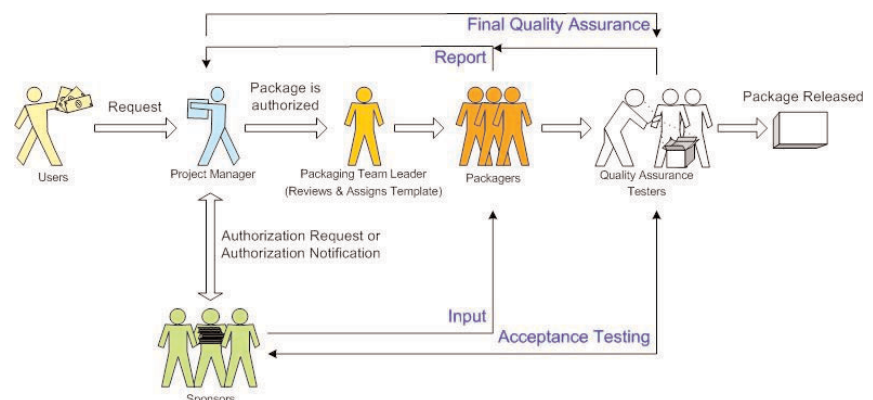 Final Quality Assurance
Report
Request
Package is
authorized
Package Released
Users
Project Manager
Packaging Team Leader
(Reviews & Assigns Template)
Packagers
Quality Assurance
Testers
Authorization Request or
Authorization Notification
Input
Acceptance Testing
Sponsors